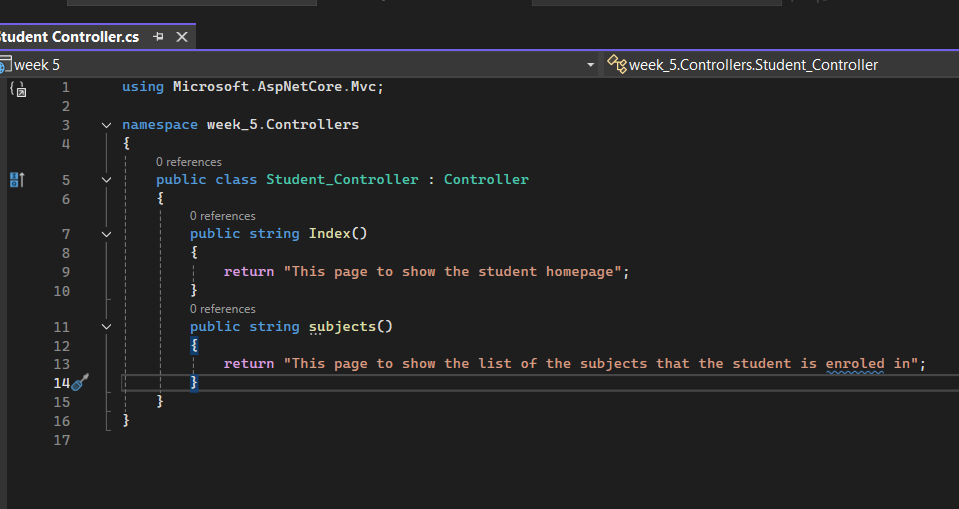 tudent Controller.cs
week 5
week_5.Controllers.Student_Controller
1 using Microsoft.AspNetCore.Mvc;
2
3 namespace week_5.Controllers
4 {
0 references
5 public class Student_Controller : Controller
6 {
0 references
7 public string Index()
8 {
9 return "This page to show the student homepage";
10 }
0 references
11 public string subjects()
12 {
13 return "This page to show the list of the subjects that the student is enroled in";
14 }
15 }
16 }
17